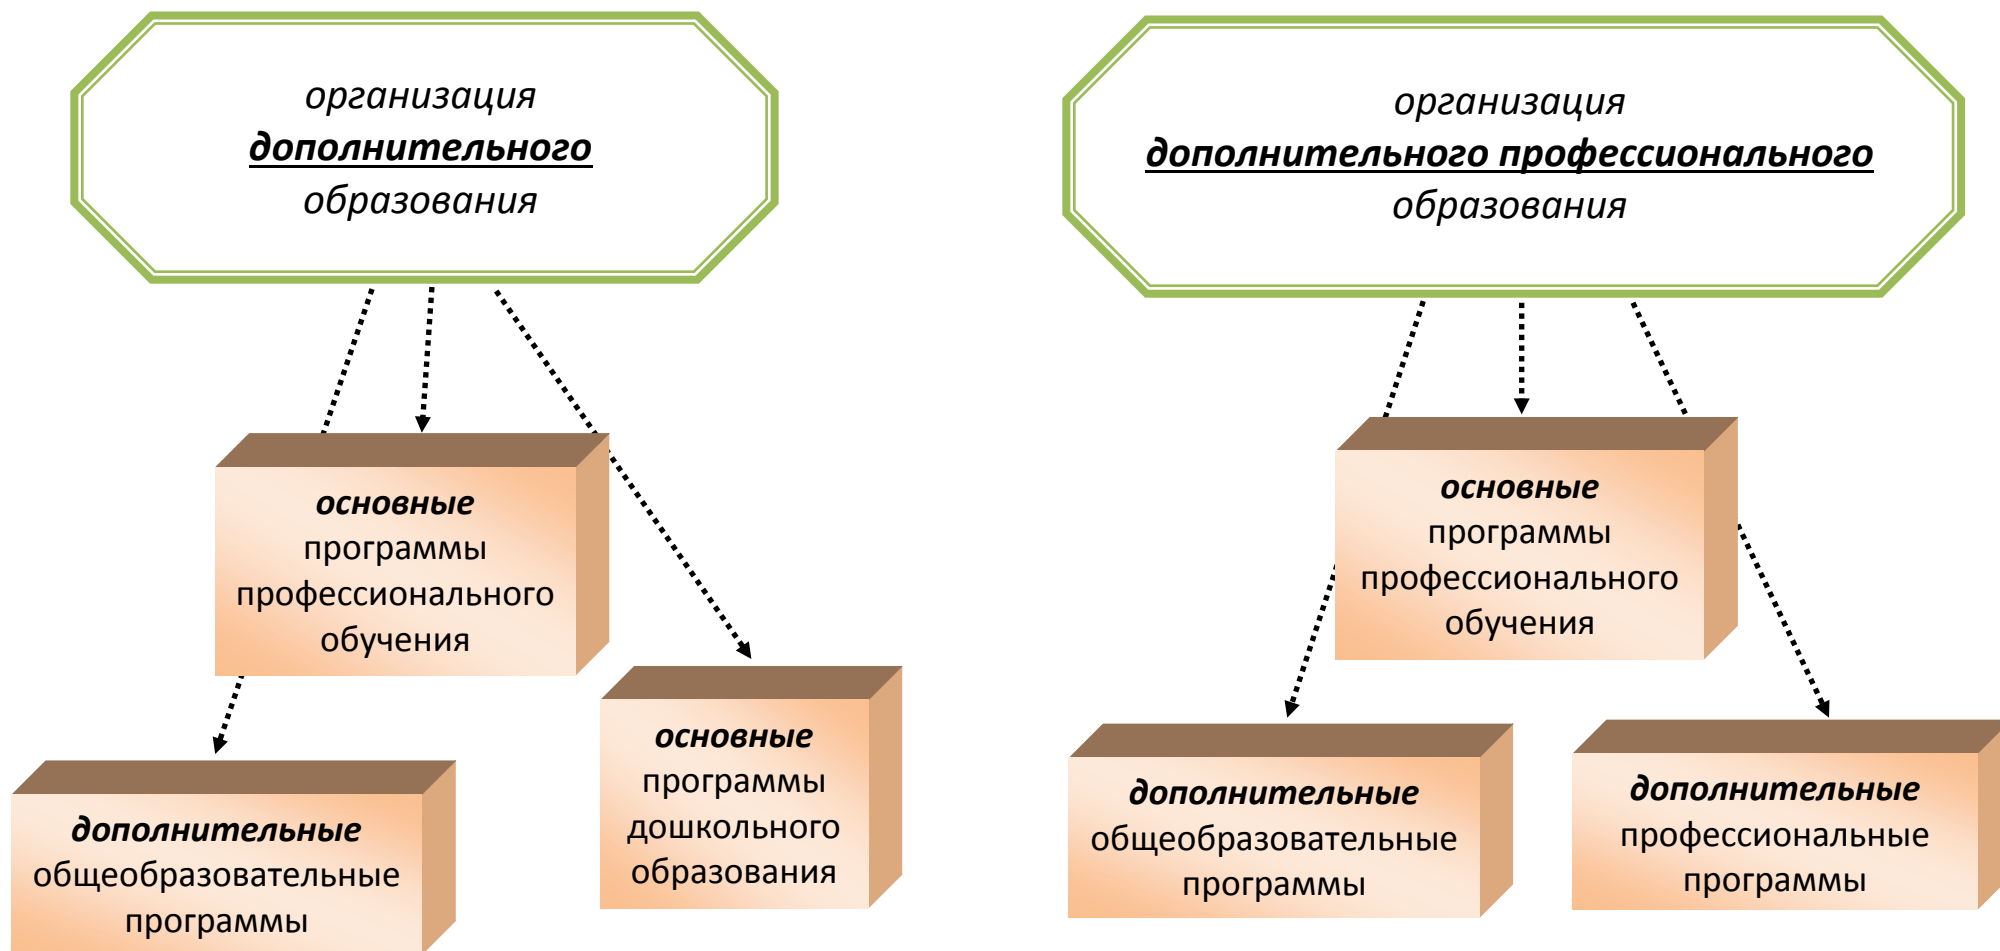 организация
дополнительного
образования
организация
дополнительного профессионального
образования
основные
программы
профессионального
обучения
основные
программы
дошкольного
образования
дополнительные
общеобразовательные
программы
основные
программы
профессионального
обучения
дополнительные
общеобразовательные
программы
дополнительные
профессиональные
программы